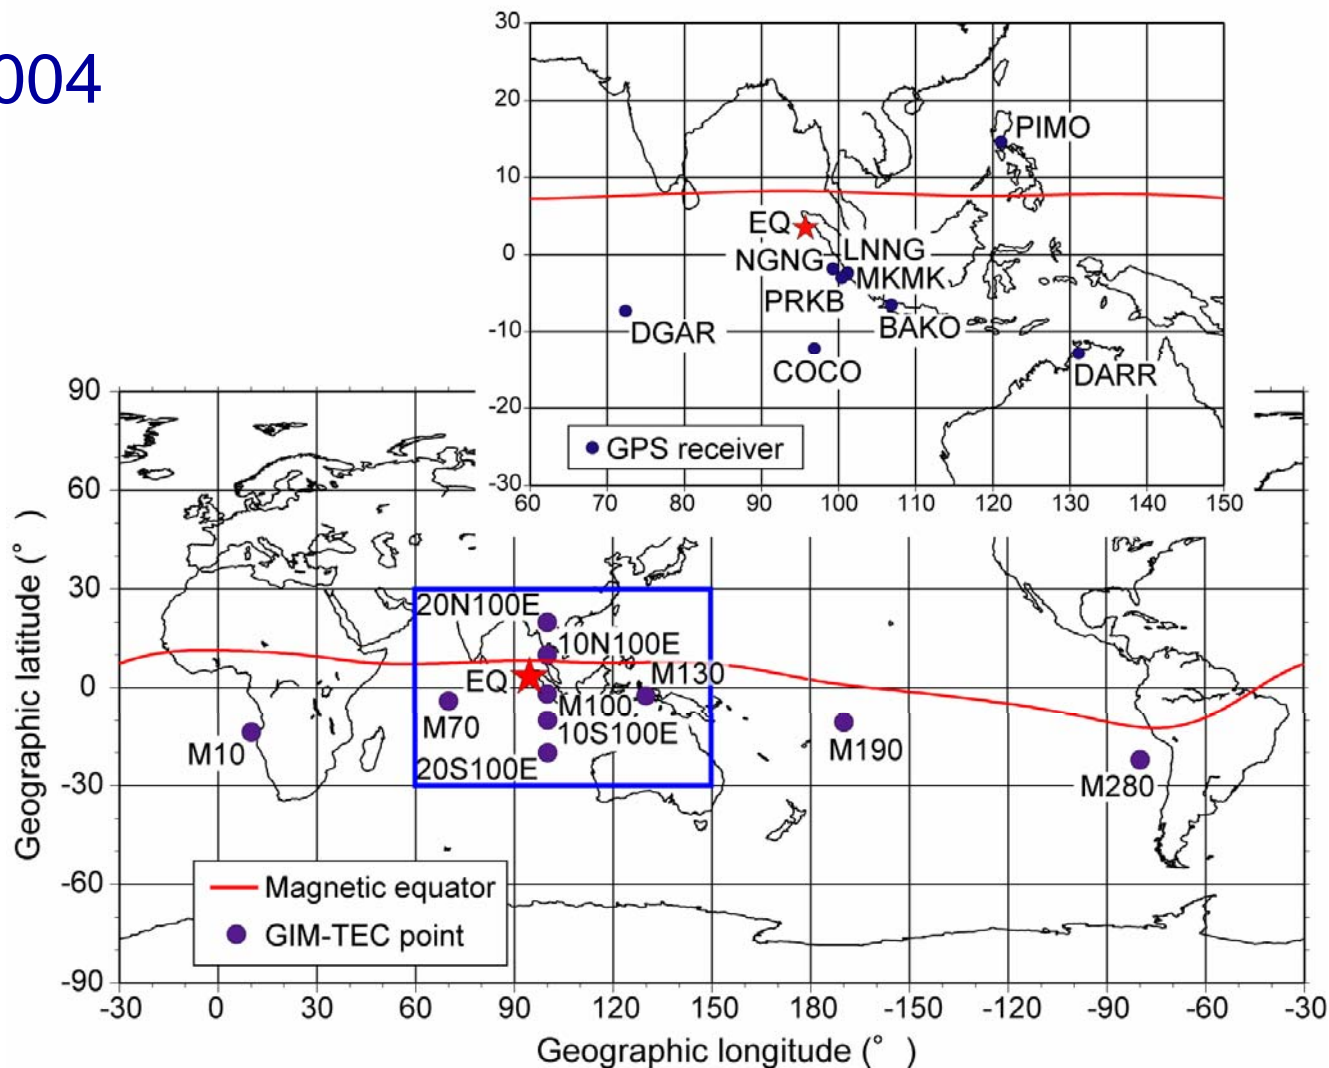 004
30
20
10
0
-10
-20
-30
60 70 80 90 100 110 120 130 140 150
PIMO
EQ
LNNG
NGNG
MKMK
PRKB
BAKO
DGAR
COCO
DARR
GPS receiver
Geographic latitude (° )
90
60
30
0
-30
-60
-90
20N100E
10N100E
M130
EQ
M100
M70
10S100E
M10
M190
20S100E
M280
Magnetic equator
GIM-TEC point
-30 0 30 60 90 120 150 180 -150 -120 -90 -60 -30
Geographic longitude (° )